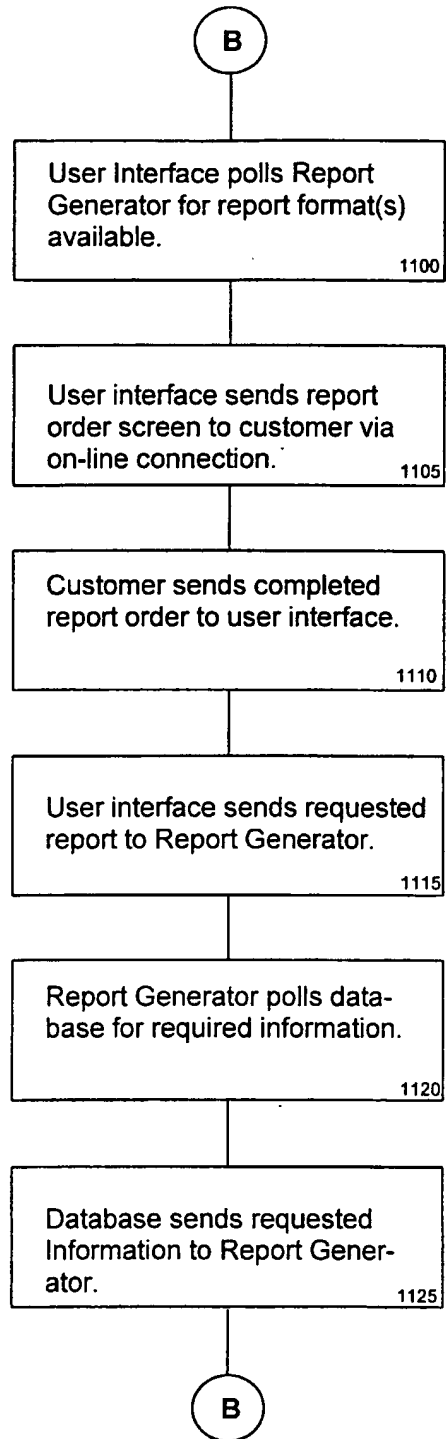 B
User Interface polls Report
Generator for report format(s)
available.
1100
User interface sends report
order screen to customer via
on-line connection.
1105
Customer sends completed
report order to user interface.
1110
User interface sends requested
report to Report Generator.
1115
Report Generator polls data-
base for required information.
1120
Database sends requested
Information to Report Gener-
ator.
1125
B